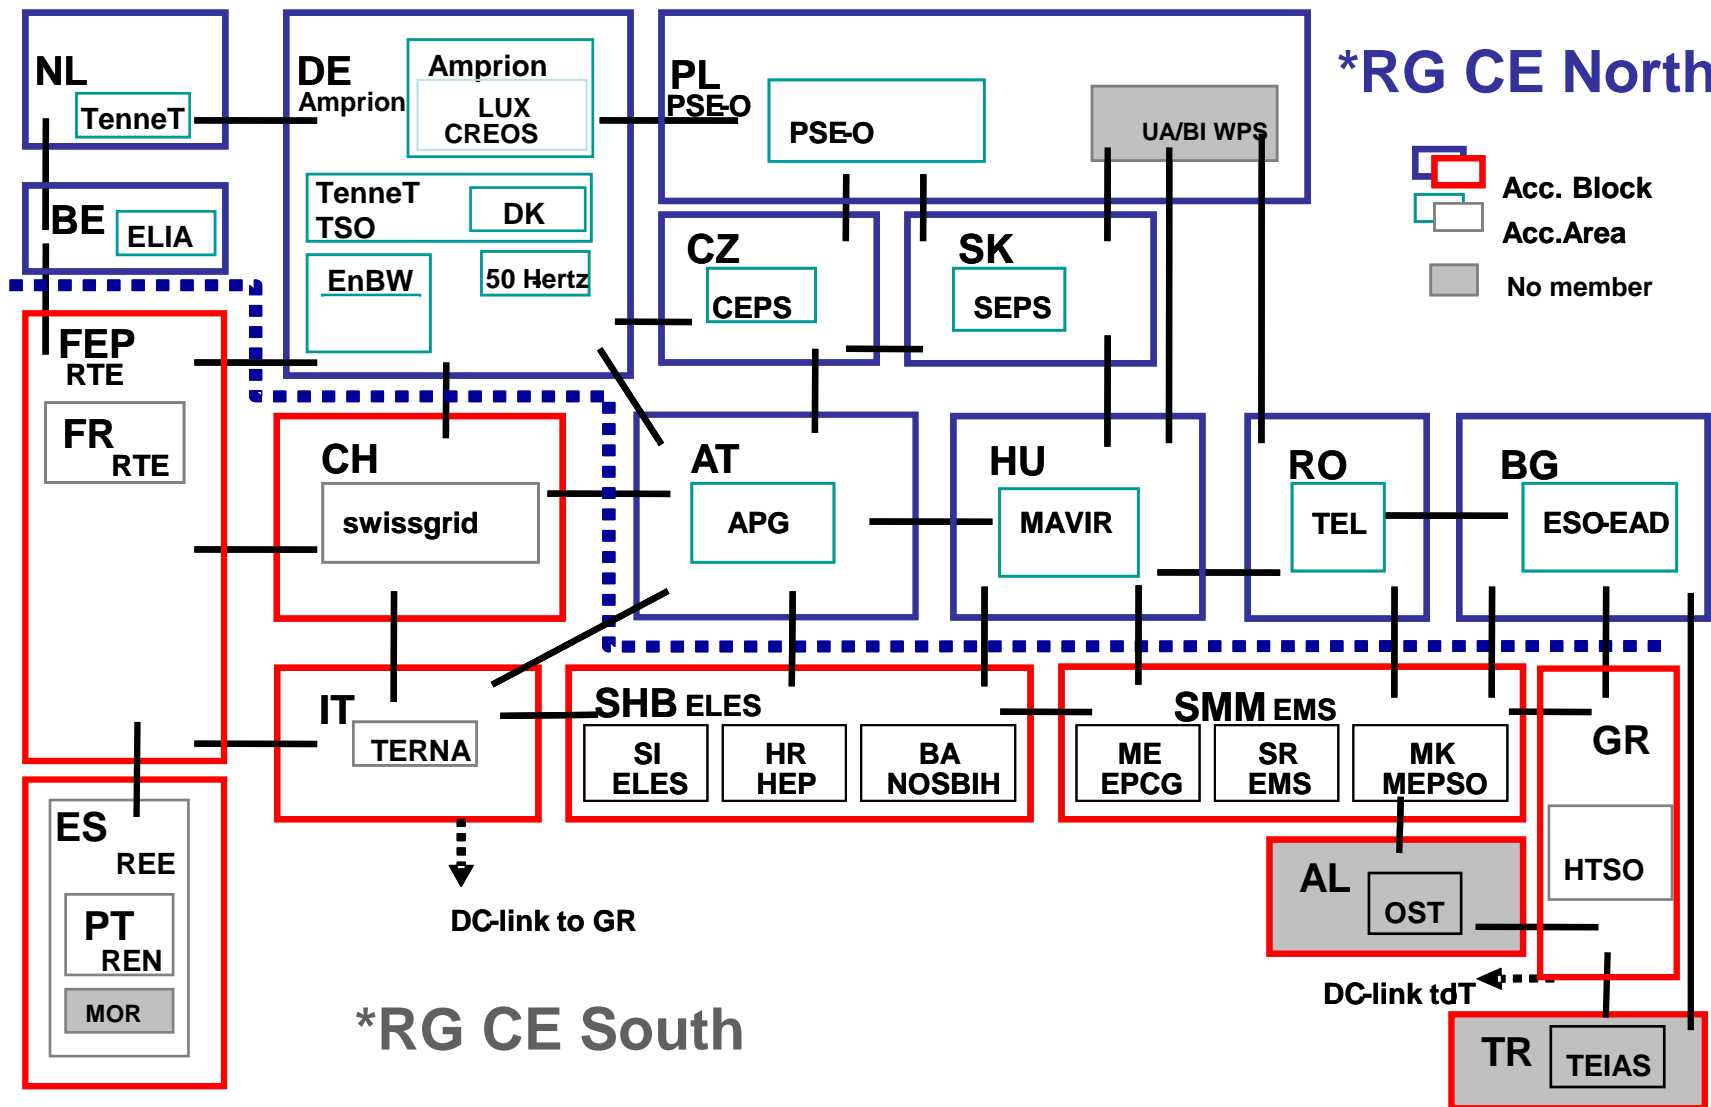 *RG CE North
NL
TenneT
DE
Amprion
Amprion
LUX
CREOS
TenneT
TSO
DK
EnBW
50 Hertz
PL
PSE-O
PSE-O
UA/BI WPS
Acc. Block
Acc.Area
No member
BE
ELIA
CZ
CEPS
SK
SEPS
FEP
RTE
FR
RTE
CH
swissgrid
AT
APG
HU
MAVIR
RO
TEL
BG
ESO-EAD
IT
TERNA
SHB ELES
SI
ELES
HR
HEP
BA
NOSBIH
SMM EMS
ME
EPCG
SR
EMS
MK
MEPSO
GR
HTSO
ES
REE
PT
REN
MOR
DC-link to GR
AL
OST
DC-link to IT
*RG CE South
TR
TEIAS